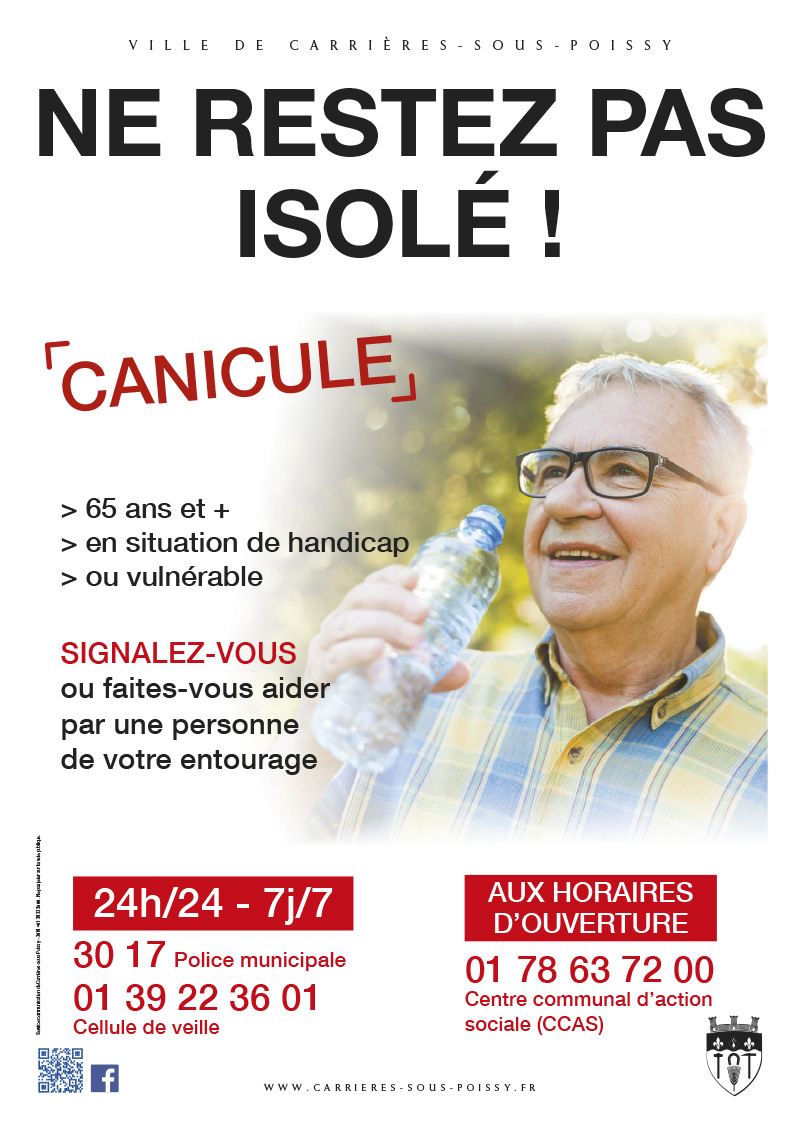 VILLE DE CARRIÈRES-SOUS-POISSY
NE RESTEZ PAS
ISOLÉ !
CANICULE
> 65 ans et +
> en situation de handicap
> ou vulnérable
SIGNALEZ-VOUS
ou faites-vous aider
par une personne
de votre entourage
24h/24 - 7j/7
30 17 Police municipale
01 39 22 36 01
Cellule de veille
AUX HORAIRES
D'OUVERTURE
01 78 63 72 00
Centre communal d'action
sociale (CCAS)
WWW.CARRIERES-SOUS-POISSY.FR